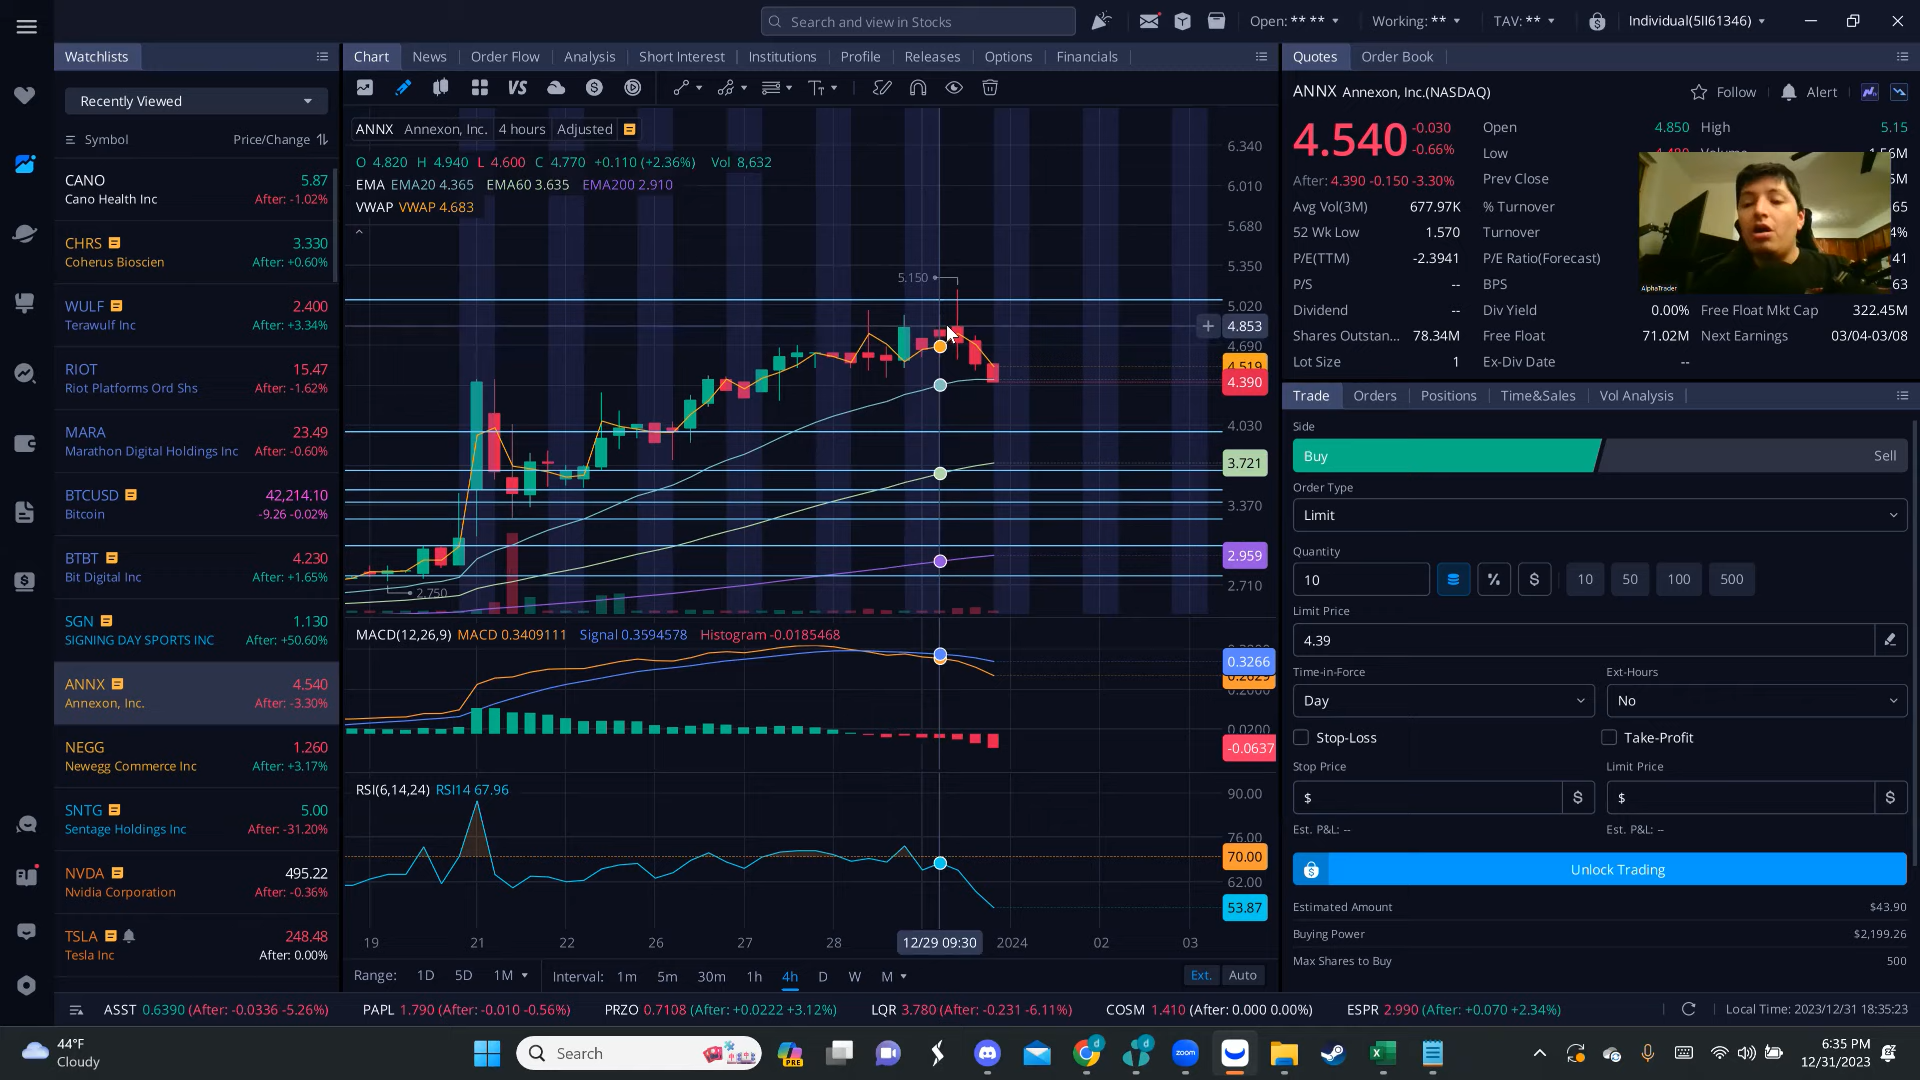 Search and view in Stocks
Open: ** **
Working: **
TAV: **
Individual(5II61346)
Watchlists
Recently Viewed
Symbol
Price/Change
CANO 5.87
Cano Health Inc After: -1.02%
CHRS 3.330
Coherus Bioscien After: +0.60%
WULF 2.400
Terawulf Inc After: +3.34%
RIOT 15.47
Riot Platforms Ord Shs After: -1.62%
MARA 23.49
Marathon Digital Holdings Inc After: -0.60%
BTCUSD 42,214.10
Bitcoin -9.26 -0.02%
BTBT 4.230
Bit Digital Inc After: +1.65%
SGN 1.130
SIGNING DAY SPORTS INC After: +50.60%
ANNX 4.540
Annexon, Inc. After: -3.30%
NEGG 1.260
Newegg Commerce Inc After: +3.17%
SNTG 5.00
Sentage Holdings Inc After: -31.20%
NVDA 495.22
Nvidia Corporation After: -0.36%
TSLA 248.48
Tesla Inc After: 0.00%
Chart News Order Flow Analysis Short Interest Institutions Profile Releases Options Financials
VS
ANNX Annexon, Inc. 4 hours Adjusted
O 4.820 H 4.940 L 4.600 C 4.770 +0.110 (+2.36%) Vol 8,632
EMA EMA20 4.365 EMA60 3.635 EMA200 2.910
VWAP VWAP 4.683
5.150
2.750
6.340
6.010
5.680
5.350
5.020
4.853
4.690
4.519
4.390
4.030
3.721
3.370
2.959
2.710
MACD(12,26,9) MACD 0.3409111 Signal 0.3594578 Histogram -0.0185468
0.3266
0.0200
-0.0637
RSI(6,14,24) RSI14 67.96
90.00
76.00
70.00
62.00
53.87
19 21 22 26 27 28 12/29 09:30 2024 02 03
Range: 1D 5D 1M Interval: 1m 5m 30m 1h 4h D W M Ext. Auto
Quotes Order Book
ANNX Annexon, Inc.(NASDAQ) Follow Alert
4.540 -0.030
-0.66%
After: 4.390 -0.150 -3.30%
Open 4.850 High 5.15
Low
Prev Close
Avg Vol(3M) 677.97K % Turnover
52 Wk Low 1.570 Turnover
P/E(TTM) -2.3941 P/E Ratio(Forecast)
P/S -- BPS
Dividend -- Div Yield 0.00% Free Float Mkt Cap 322.45M
Shares Outstan... 78.34M Free Float 71.02M Next Earnings 03/04-03/08
Lot Size 1 Ex-Div Date --
AlphaTrader
Trade Orders Positions Time&Sales Vol Analysis
Side
Buy Sell
Order Type
Limit
Quantity
10 % $ 10 50 100 500
Limit Price
4.39
Time-in-Force Ext-Hours
Day No
Stop-Loss Take-Profit
Stop Price Limit Price
$ $ $ $
Est. P&L: -- Est. P&L: --
Unlock Trading
Estimated Amount $43.90
Buying Power $2,199.26
Max Shares to Buy 500
ASST 0.6390 (After: -0.0336 -5.26%) PAPL 1.790 (After: -0.010 -0.56%) PRZO 0.7108 (After: +0.0222 +3.12%) LQR 3.780 (After: -0.231 -6.11%) COSM 1.410 (After: 0.000 0.00%) ESPR 2.990 (After: +0.070 +2.34%) Local Time: 2023/12/31 18:35:23
44°F
Cloudy
Search
PRE
zoom
6:35 PM
12/31/2023